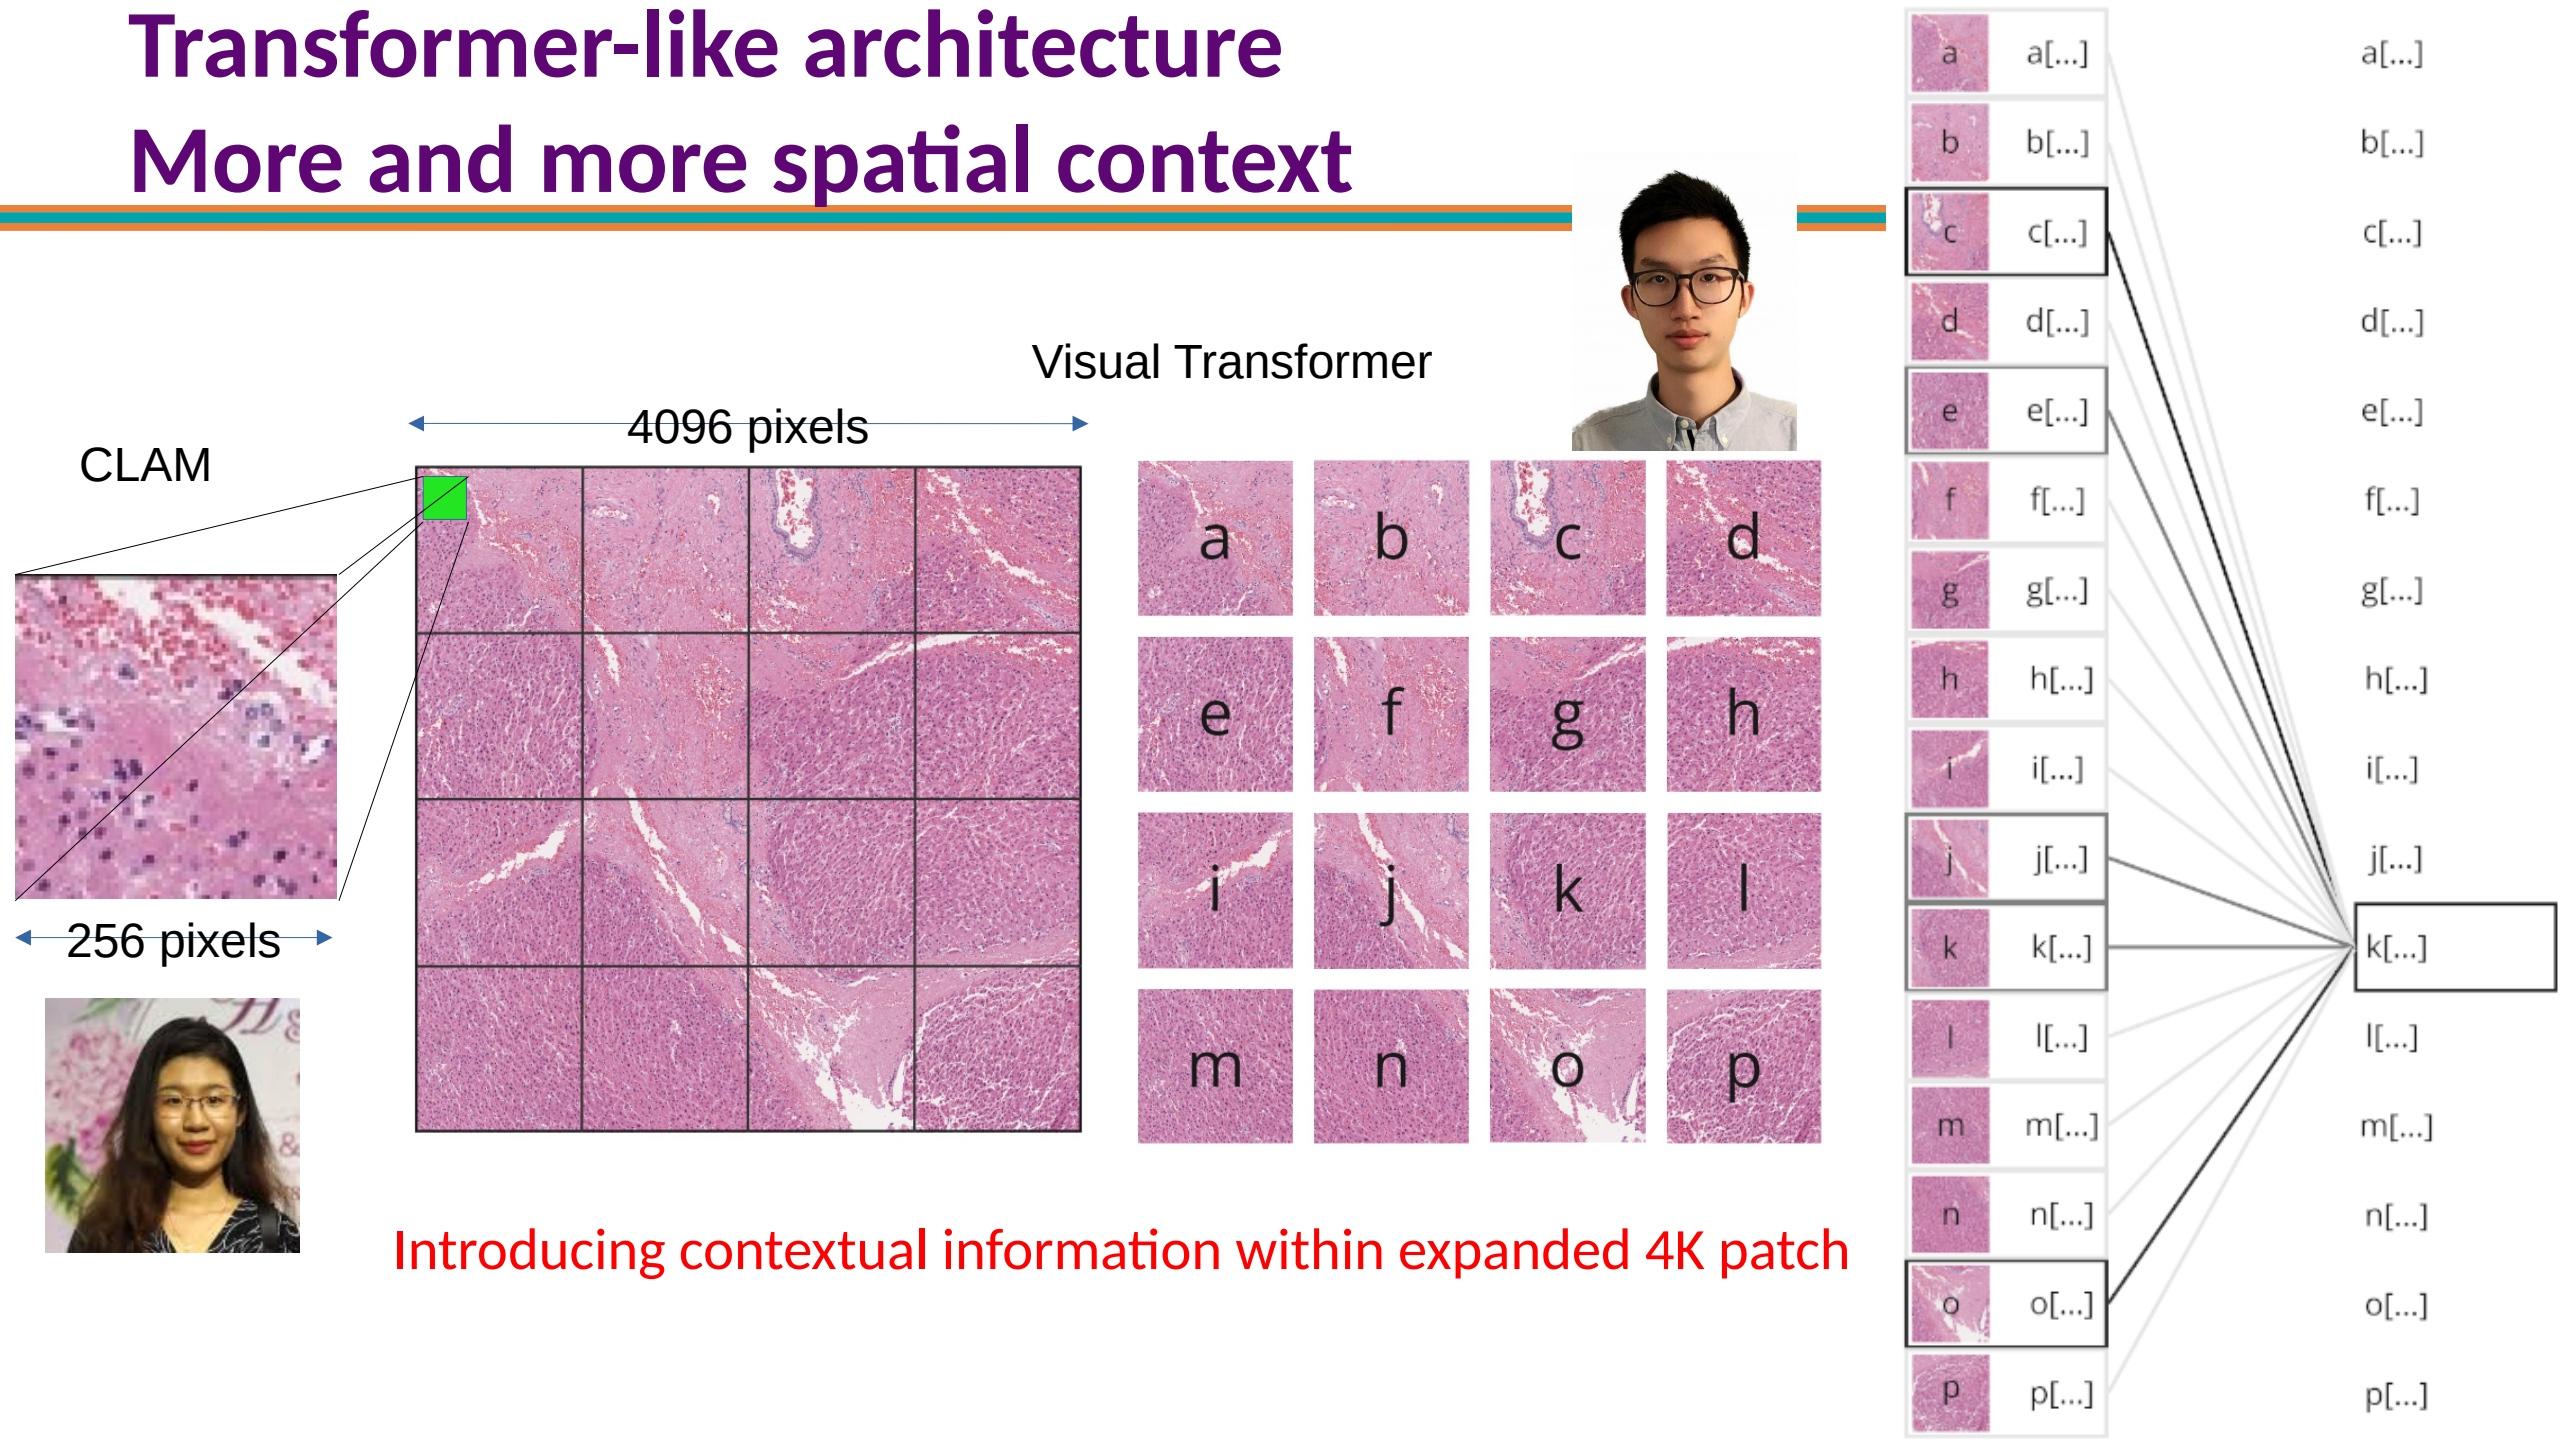 Transformer-like architecture
More and more spatial context
Visual Transformer
4096 pixels
CLAM
256 pixels
a b c d
e f g h
i j k l
m n o p
Introducing contextual information within expanded 4K patch
a a[...] a[...]
b b[...] b[...]
c c[...] c[...]
d d[...] d[...]
e e[...] e[...]
f f[...] f[...]
g g[...] g[...]
h h[...] h[...]
i i[...] i[...]
j j[...] j[...]
k k[...] k[...]
l l[...] l[...]
m m[...] m[...]
n n[...] n[...]
o o[...] o[...]
p p[...] p[...]